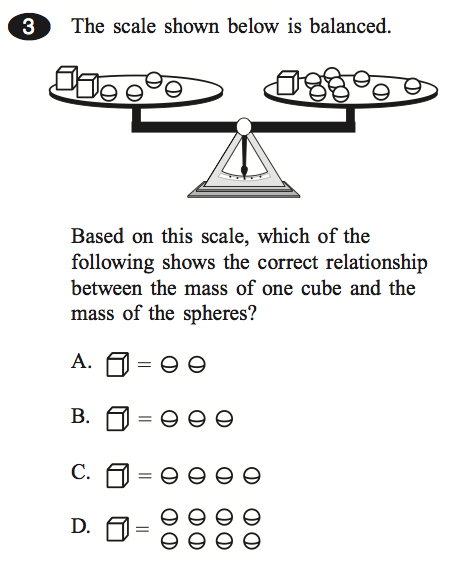 3 The scale shown below is balanced.
Based on this scale, which of the
following shows the correct relationship
between the mass of one cube and the
mass of the spheres?
A. =
B. =
C. =
D. =